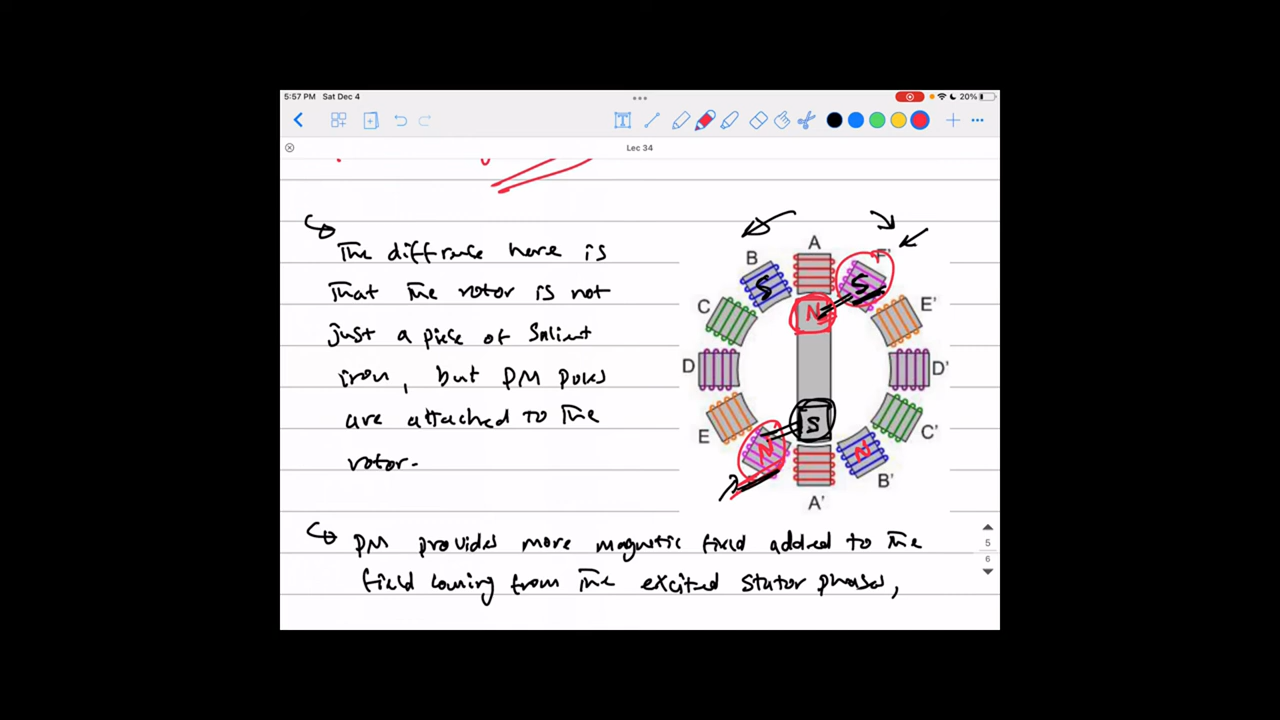 5:57 PM Sat Dec 4
20%
Lec 34
The diffrence here is
that the rotor is not
just a piece of salient
iron, but PM poles
are attached to the
rotor.
A
B
S
S
F'
C
N
E'
D
D'
S
E
C'
N
N
B'
A'
PM provides more magnetic field added to the
field coming from the excited stator phases,
5
6